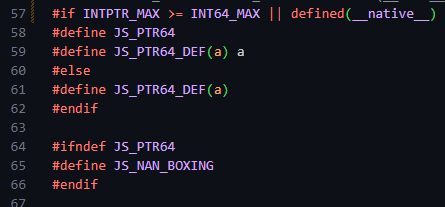 57 #if INTPTR_MAX >= INT64_MAX || defined(__native__)
58 #define JS_PTR64
59 #define JS_PTR64_DEF(a) a
60 #else
61 #define JS_PTR64_DEF(a)
62 #endif
63
64 #ifndef JS_PTR64
65 #define JS_NAN_BOXING
66 #endif
67